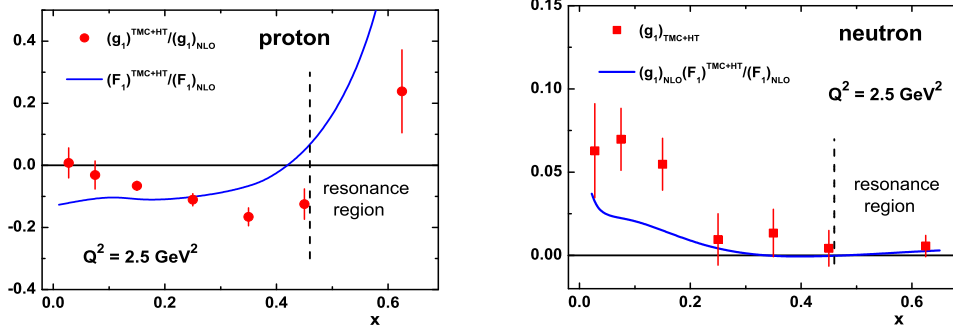 0.4
0.2
0.0
-0.2
-0.4
(g₁)ᵀᴹᶜ⁺ᴴᵀ/(g₁)NLO
(F₁)ᵀᴹᶜ⁺ᴴᵀ/(F₁)NLO
proton
resonance
region
Q² = 2.5 GeV²
0.0 0.2 0.4 0.6
x
0.15
0.10
0.05
0.00
(g₁)TMC+HT
(g₁)NLO(F₁)ᵀᴹᶜ⁺ᴴᵀ/(F₁)NLO
neutron
Q² = 2.5 GeV²
resonance
region
0.0 0.2 0.4 0.6
x